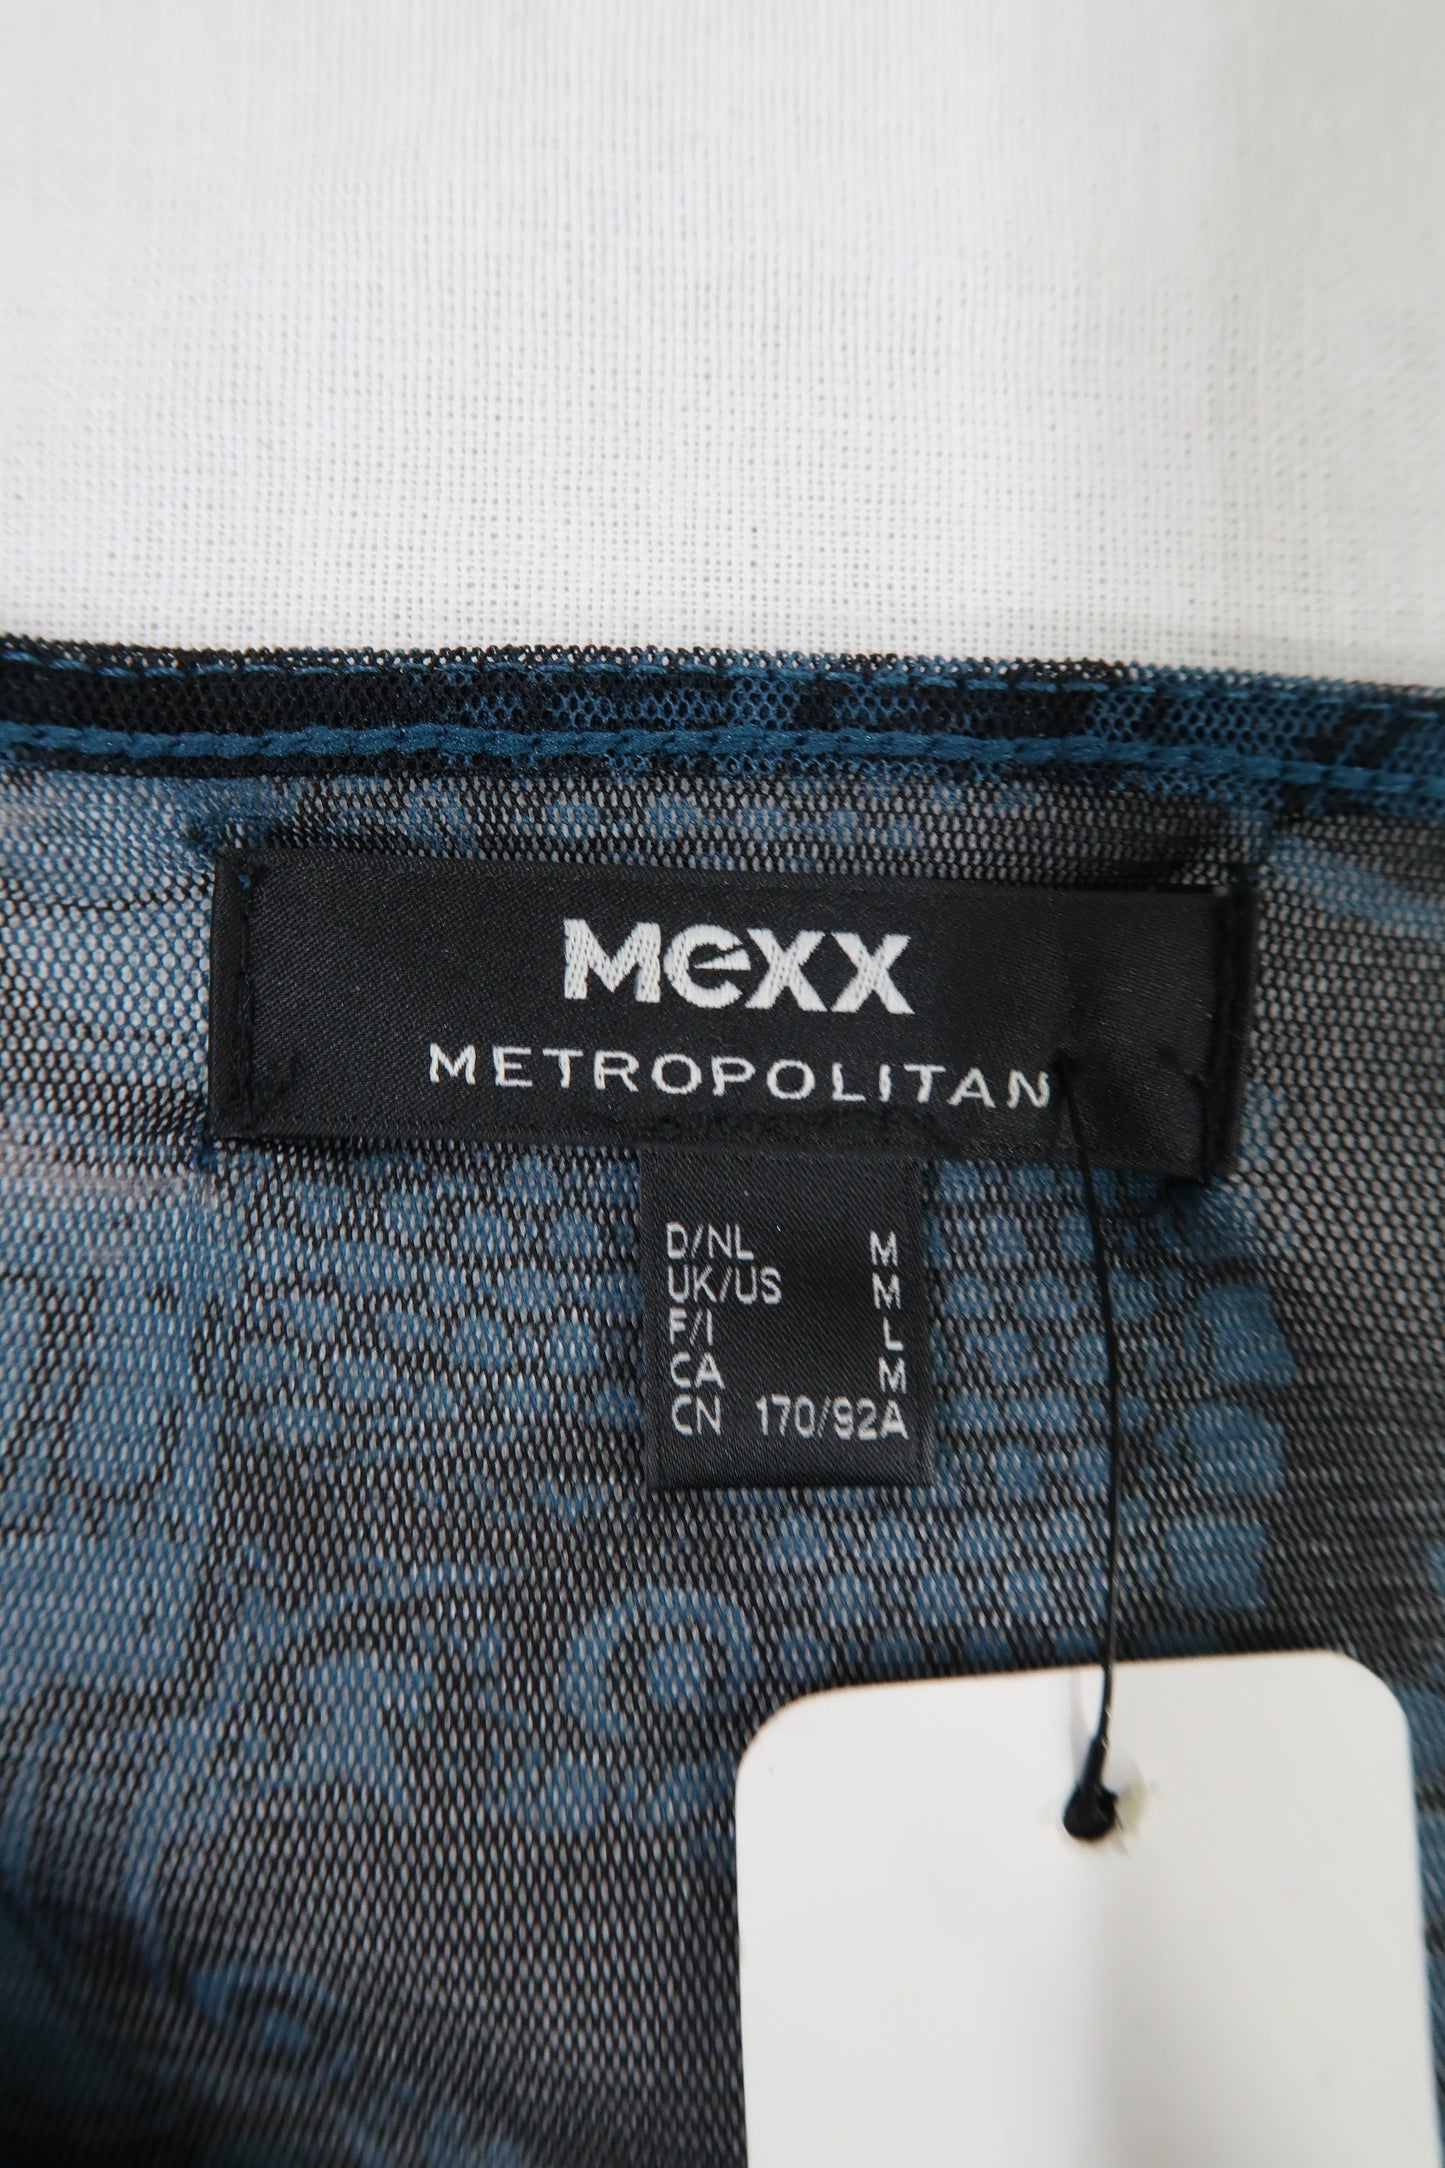 Mexx
METROPOLITAN
D/NL M
UK/US M
F/I L
CA M
CN 170/92A